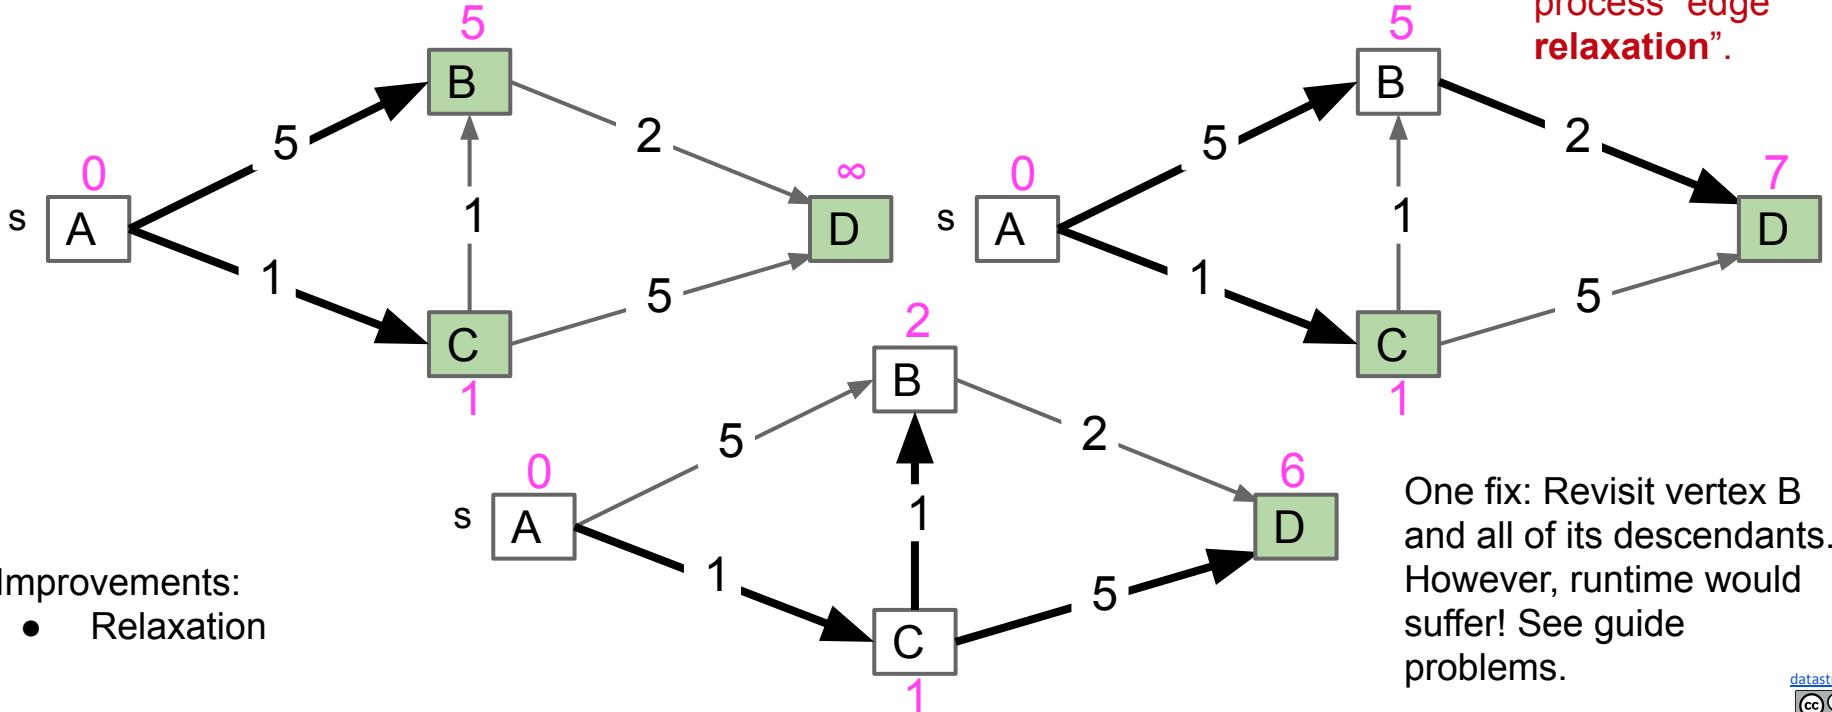 process "edge
relaxation".
5
B
5
2
0
∞
s
A
1
D
1
5
C
1
5
B
5
2
0
7
s
A
1
D
1
5
C
1
2
B
5
2
0
6
s
A
1
D
1
5
C
1
Improvements:
● Relaxation
One fix: Revisit vertex B
and all of its descendants.
However, runtime would
suffer! See guide
problems.
cc